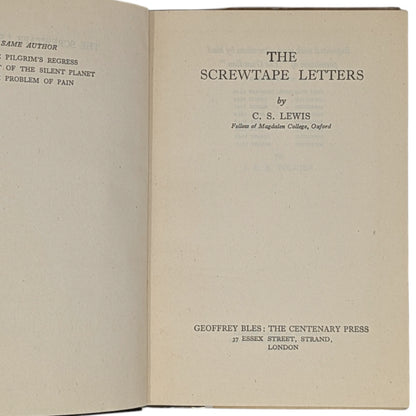 SAME AUTHOR
PILGRIM'S REGRESS
OF THE SILENT PLANET
PROBLEM OF PAIN
THE
SCREWTAPE LETTERS
by
C. S. LEWIS
Fellow of Magdalen College, Oxford
GEOFFREY BLES: THE CENTENARY PRESS
37 ESSEX STREET, STRAND,
LONDON